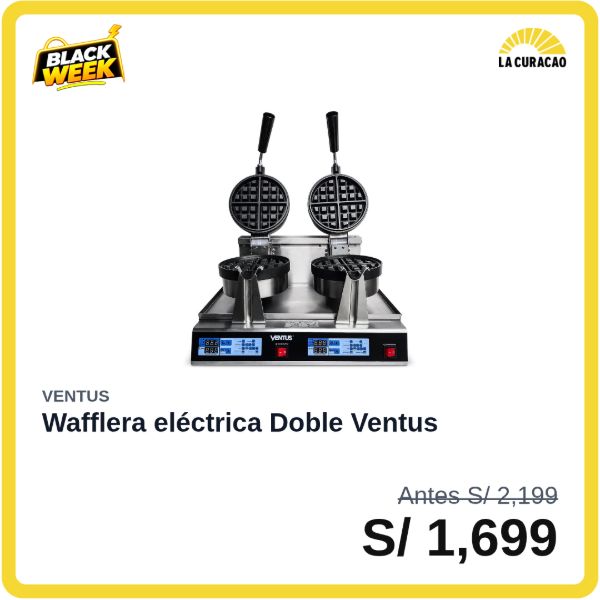 BLACK
WEEK
LA CURACAO
VENTUS
VENTUS
Wafflera eléctrica Doble Ventus
Antes S/ 2,199
S/ 1,699